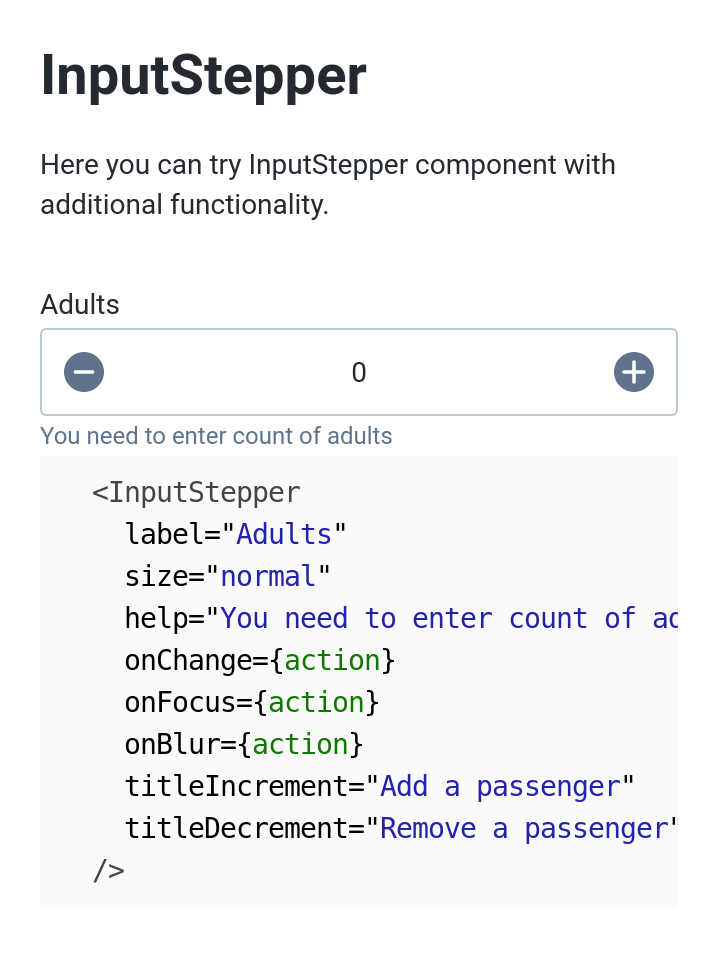 InputStepper
Here you can try InputStepper component with
additional functionality.
Adults
0
You need to enter count of adults
<InputStepper
label="Adults"
size="normal"
help="You need to enter count of
onChange={action}
onFocus={action}
onBlur={action}
titleIncrement="Add a passenger"
titleDecrement="Remove a passenger"
/>